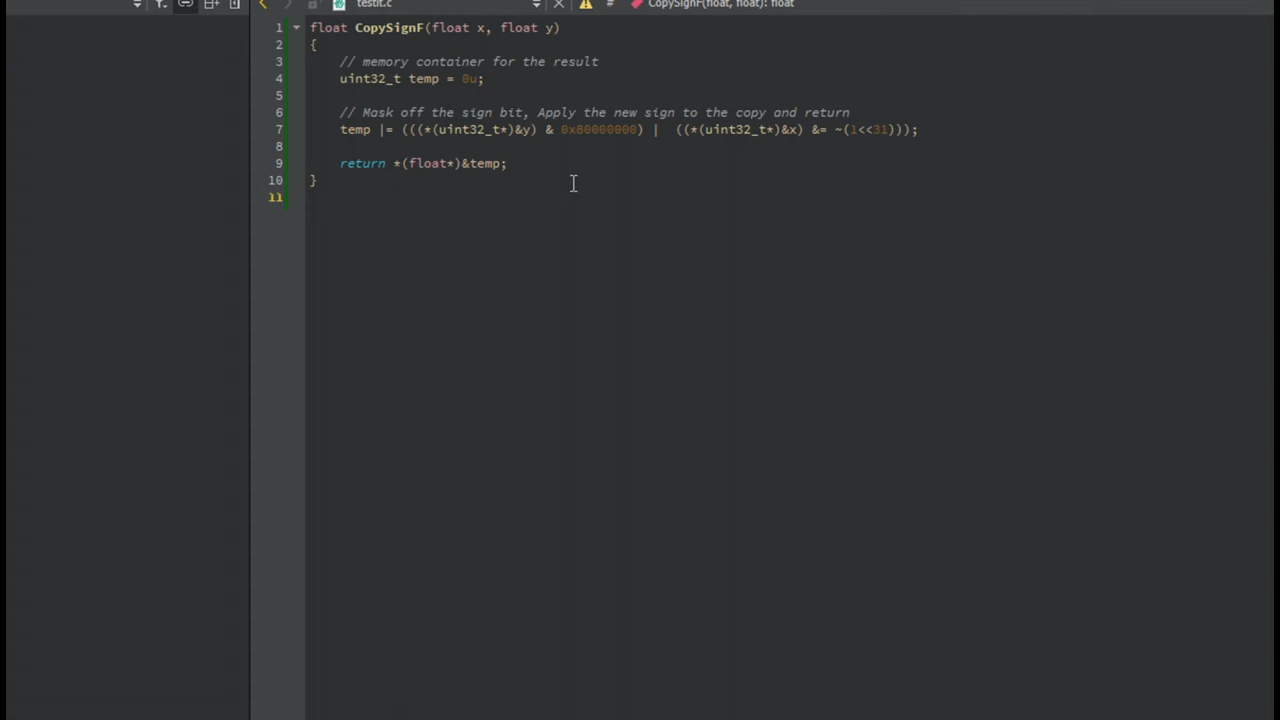 testit.c # CopySignF(float, float): float
1 float CopySignF(float x, float y)
2 {
3 // memory container for the result
4 uint32_t temp = 0u;
5
6 // Mask off the sign bit, Apply the new sign to the copy and return
7 temp |= (((*(uint32_t*)&y) & 0x80000000) | ((*(uint32_t*)&x) &= ~(1<<31)));
8
9 return *(float*)&temp;
10 }
11